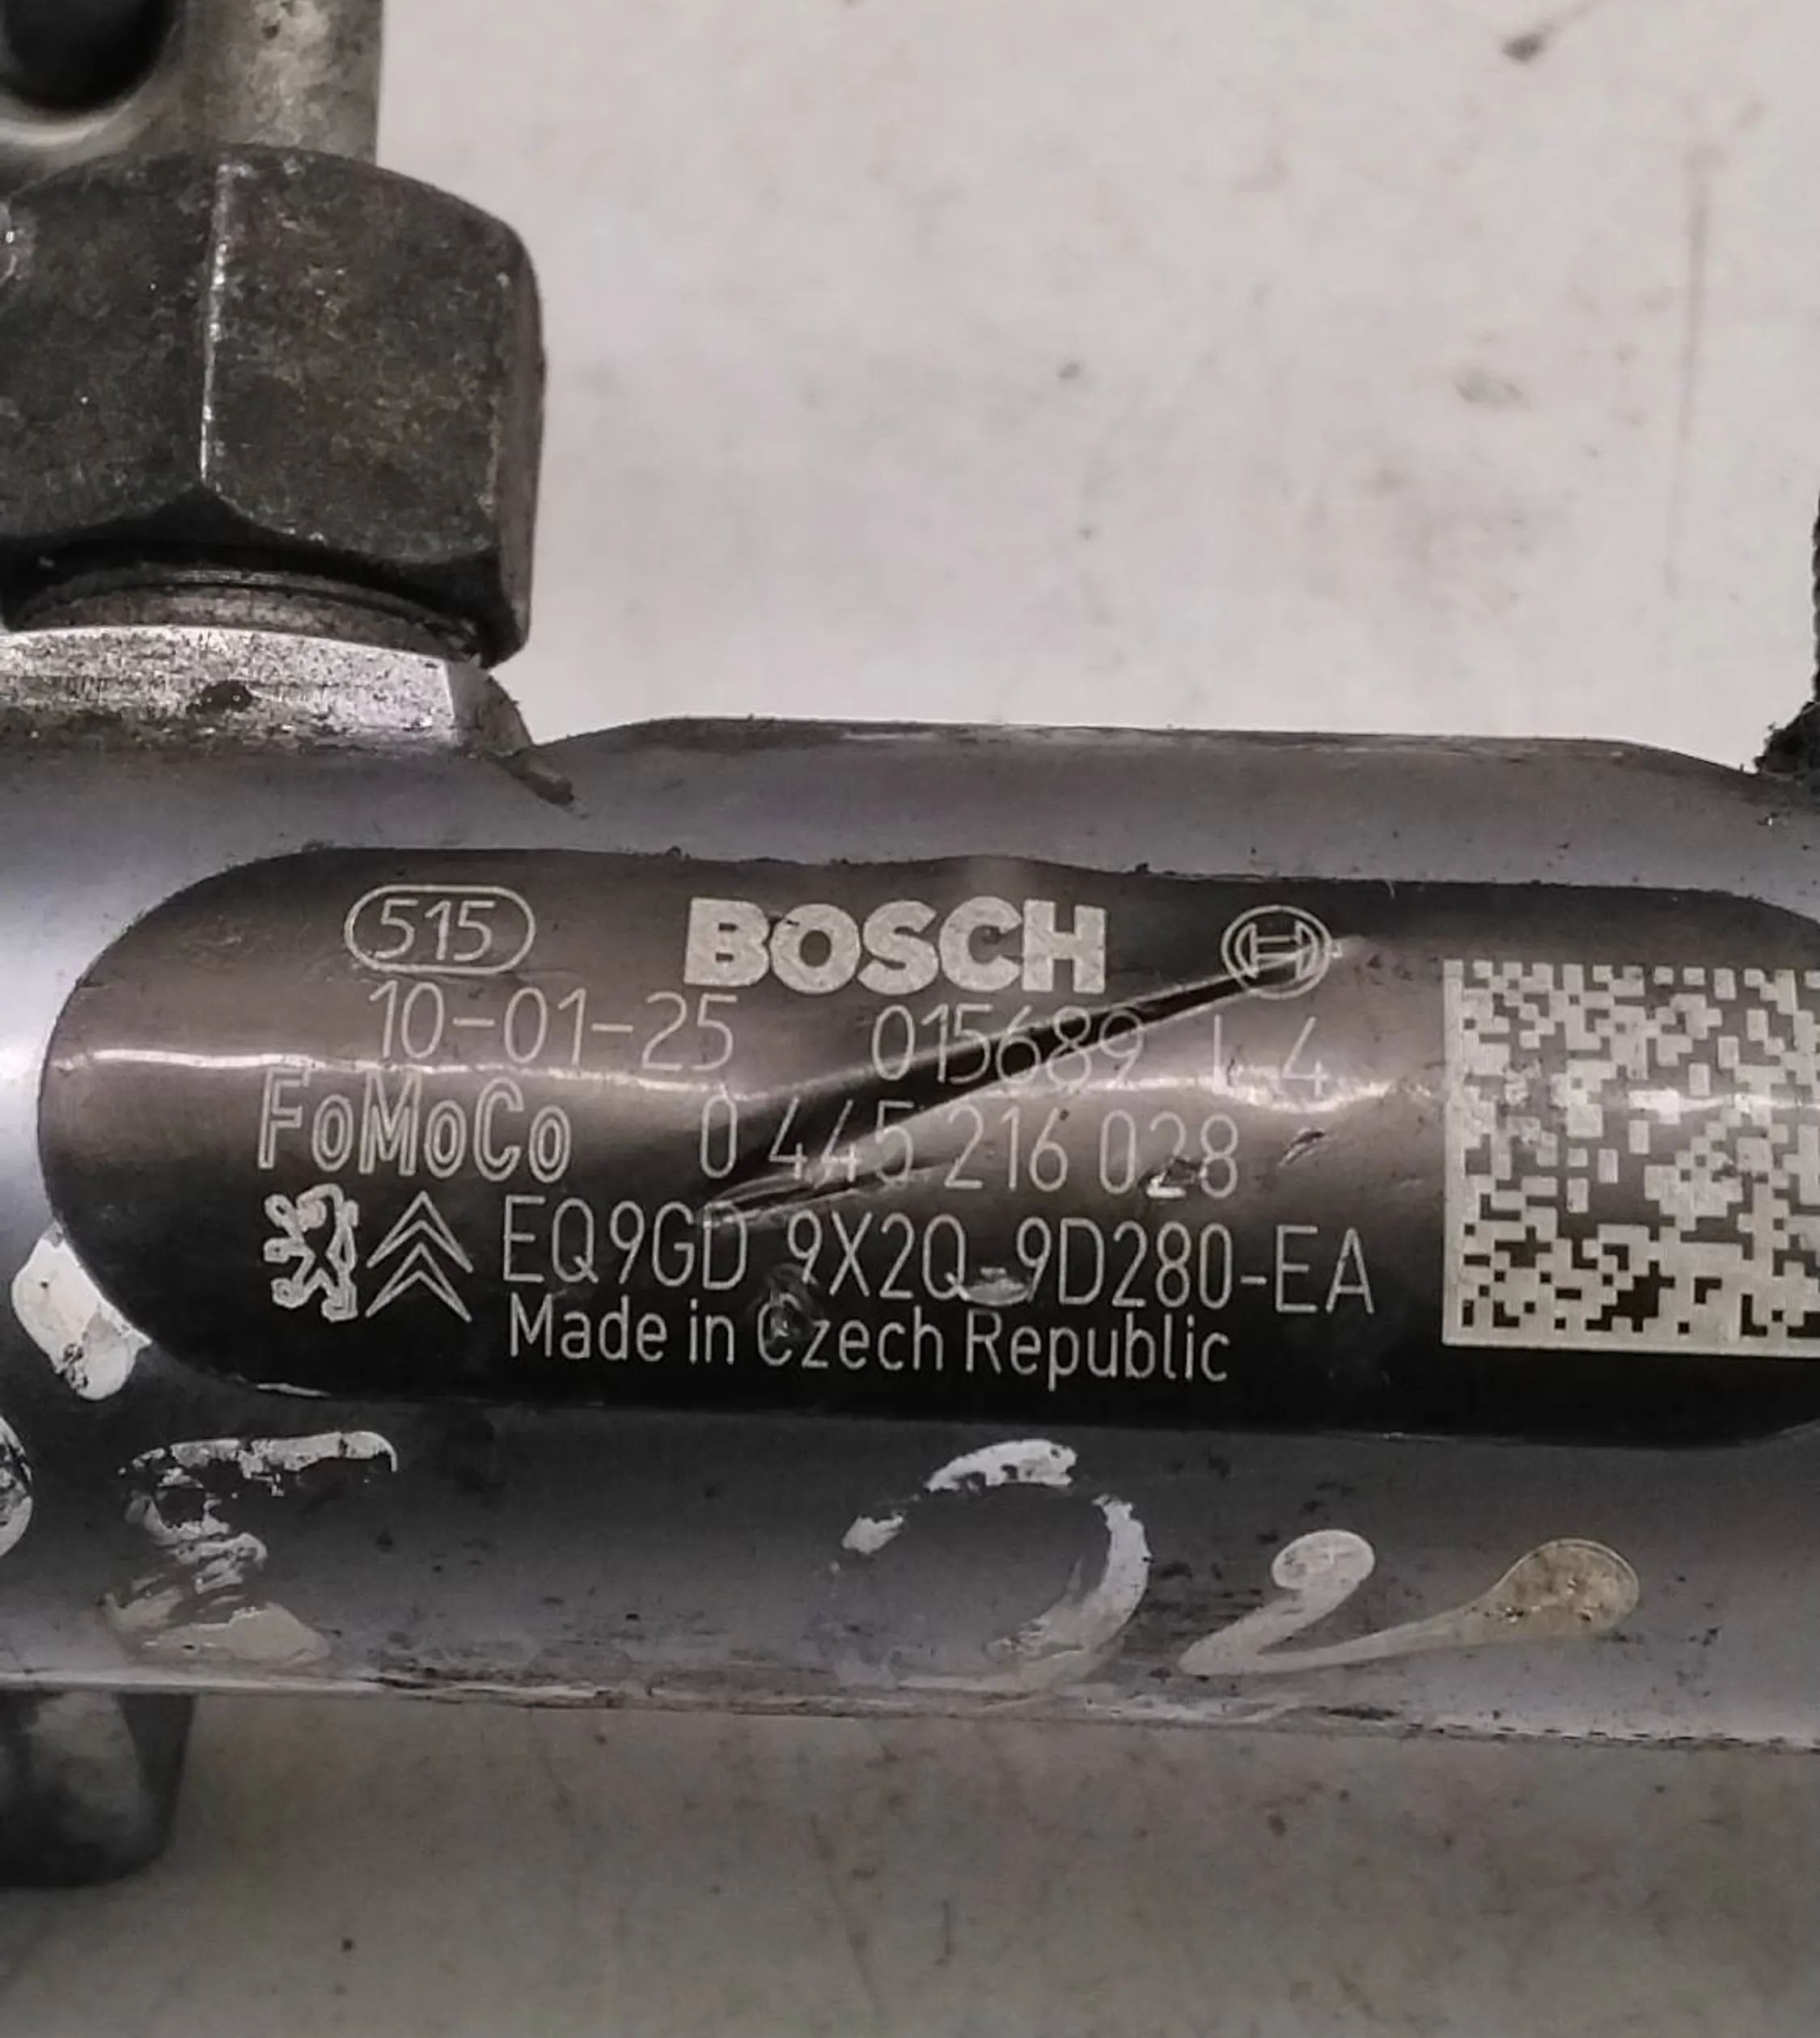 515 BOSCH
10-01-25 015689 L4
FoMoCo 0 445 216 028
EQ9GD 9X2Q-9D280-EA
Made in Czech Republic